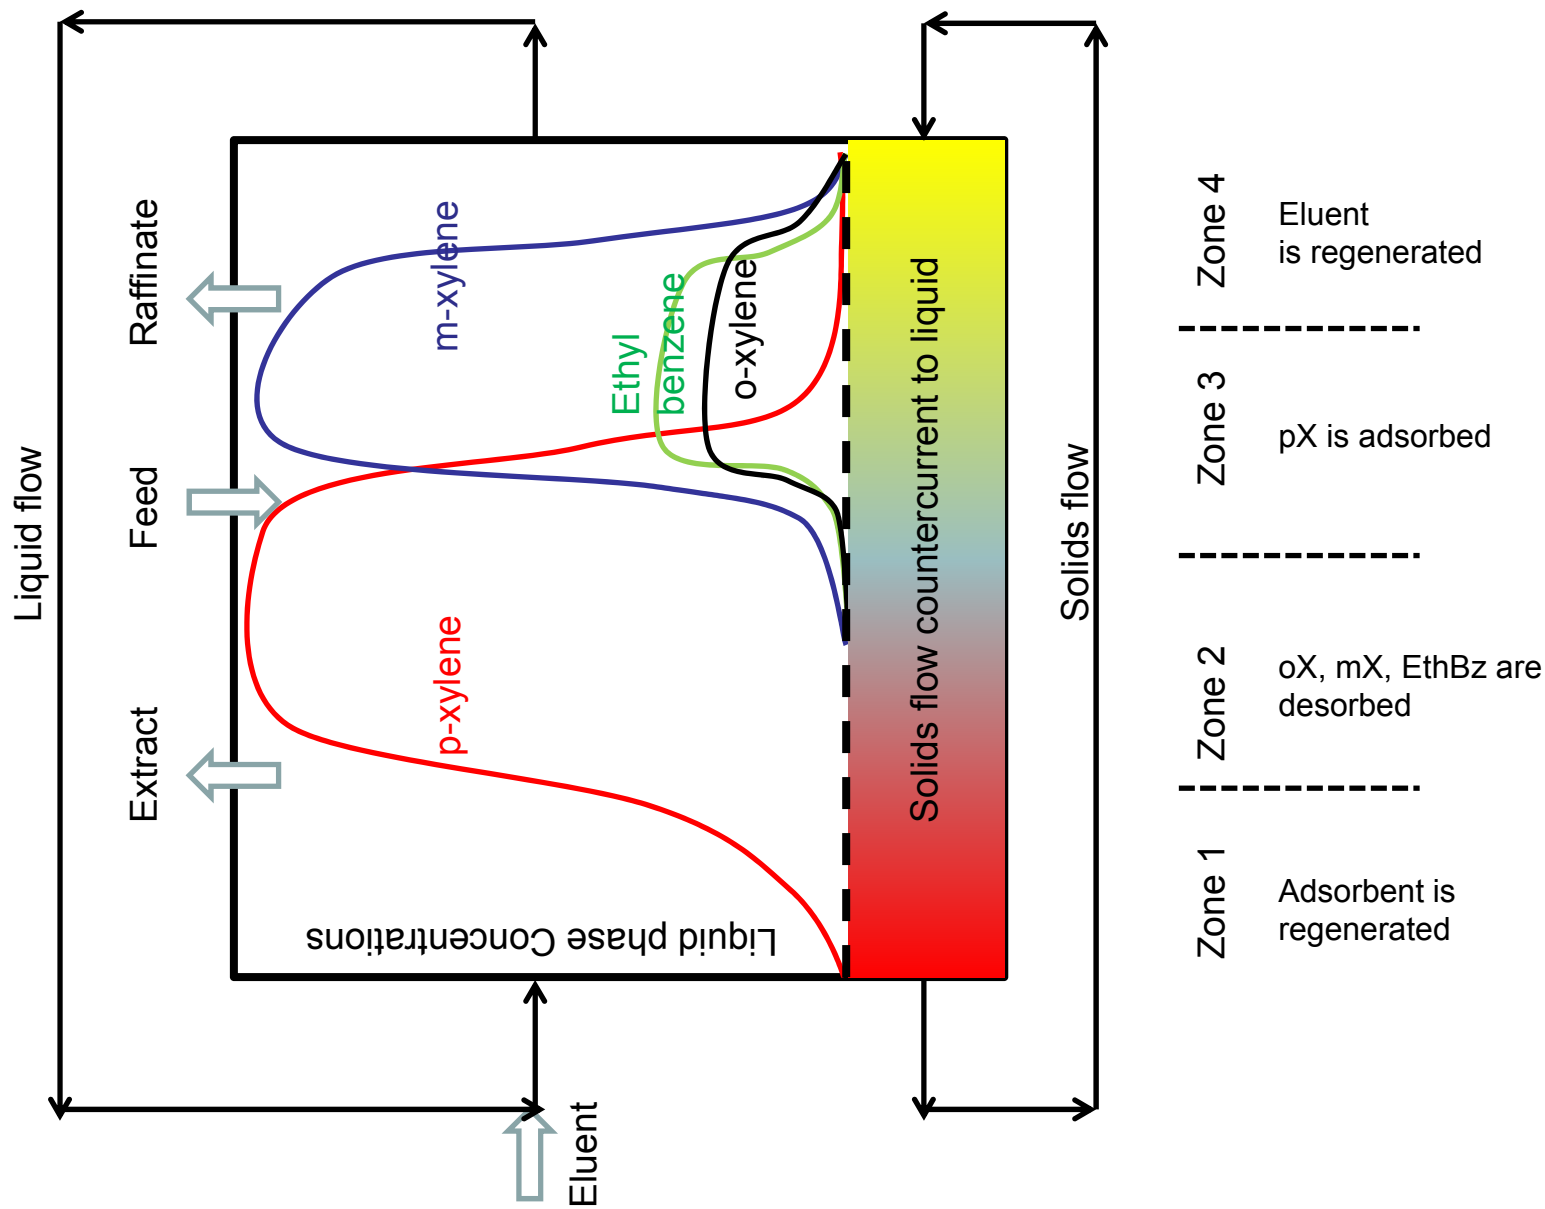 Liquid flow
Raffinate
Feed
Extract
Eluent
m-xylene
Ethyl
benzene
o-xylene
p-xylene
Liquid phase Concentrations
Solids flow countercurrent to liquid
Solids flow
Zone 4
Eluent
is regenerated
Zone 3
pX is adsorbed
Zone 2
oX, mX, EthBz are
desorbed
Zone 1
Adsorbent is
regenerated